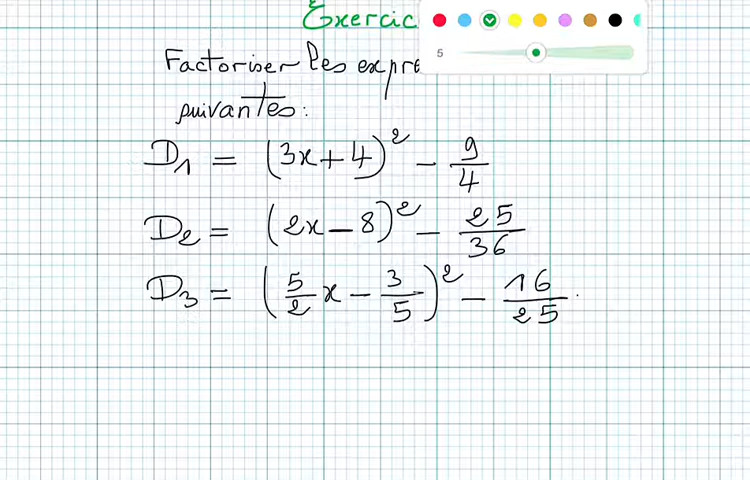 Exercic
5
Factoriser les expre
suivantes:
D₁ = (3x+4)² - 9/4
D₂ = (2x-8)² - 25/36
D₃ = (5/2 x - 3/5)² - 16/25.